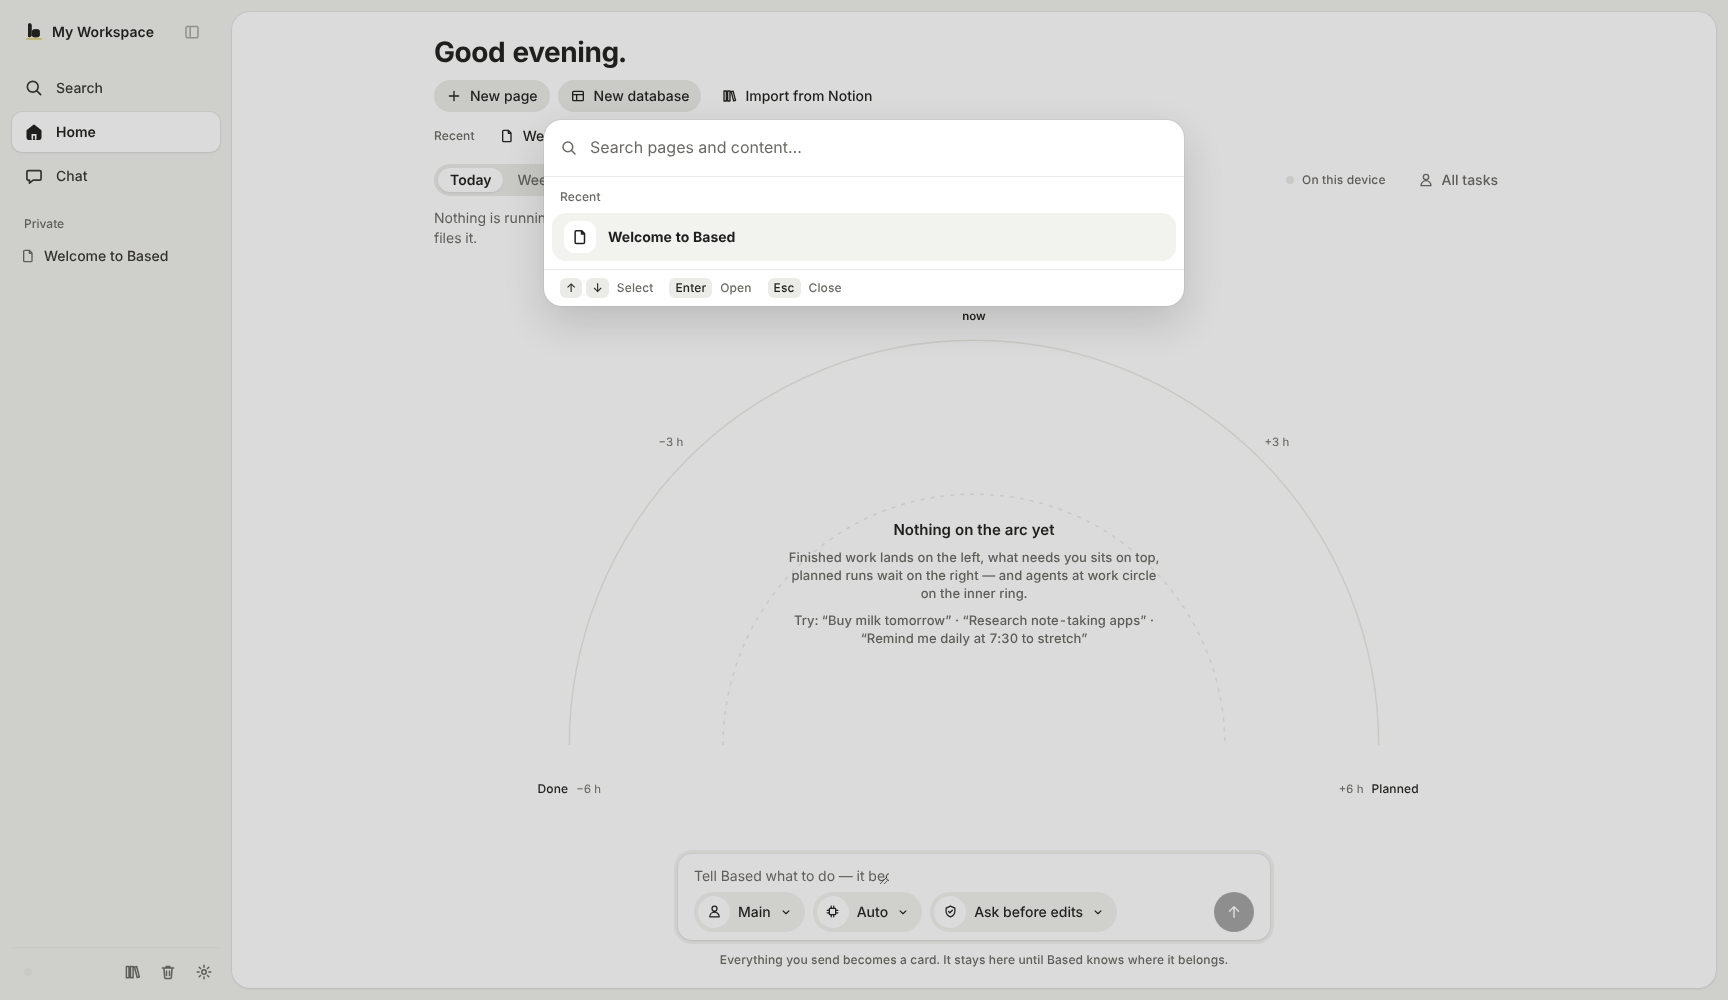 My Workspace
Search
Home
Chat
Private
Welcome to Based
Good evening.
New page
New database
Import from Notion
Recent
We
Search pages and content...
Recent
Welcome to Based
↑ ↓ Select Enter Open Esc Close
Today
On this device
All tasks
files it.
now
−3 h
+3 h
Nothing on the arc yet
Finished work lands on the left, what needs you sits on top,
planned runs wait on the right — and agents at work circle
on the inner ring.
Try: “Buy milk tomorrow” · “Research note-taking apps” ·
“Remind me daily at 7:30 to stretch”
Done −6 h
+6 h Planned
Tell Based what to do — it
Main
Auto
Ask before edits
Everything you send becomes a card. It stays here until Based knows where it belongs.